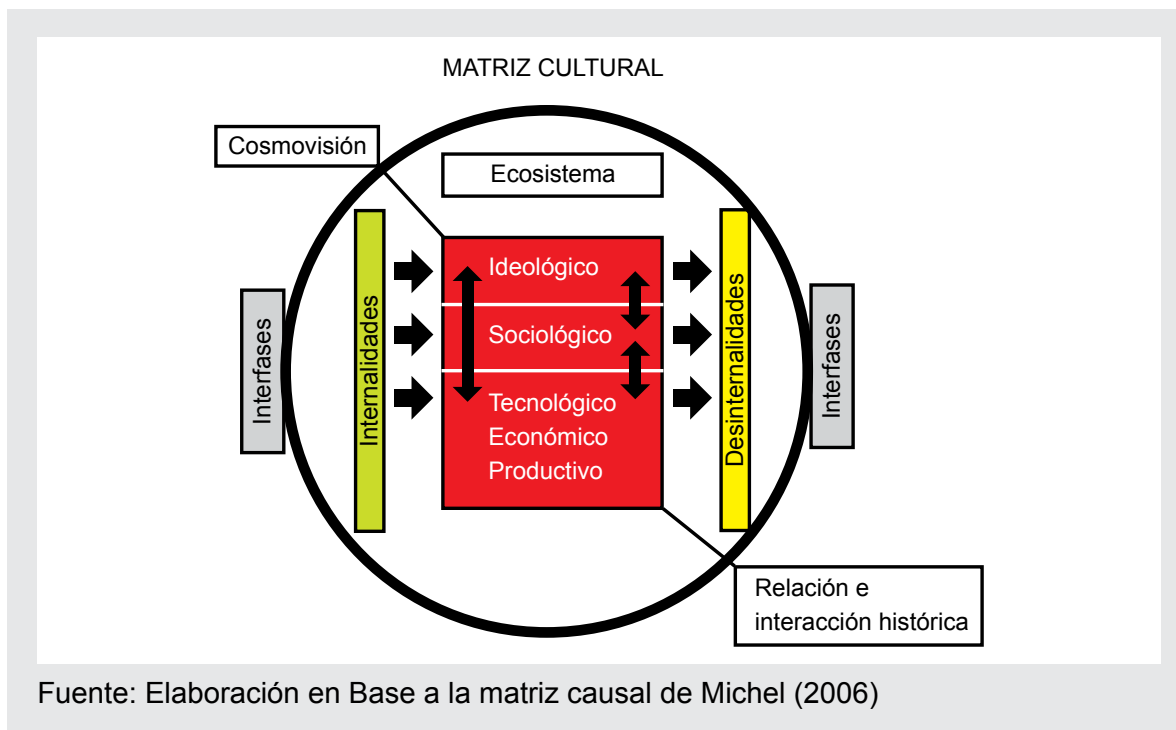 MATRIZ CULTURAL
Cosmovisión
Ecosistema
Interfases
Internalidades
Ideológico
Sociológico
Tecnológico
Económico
Productivo
Desinternalidades
Interfases
Relación e
interacción histórica
Fuente: Elaboración en Base a la matriz causal de Michel (2006)